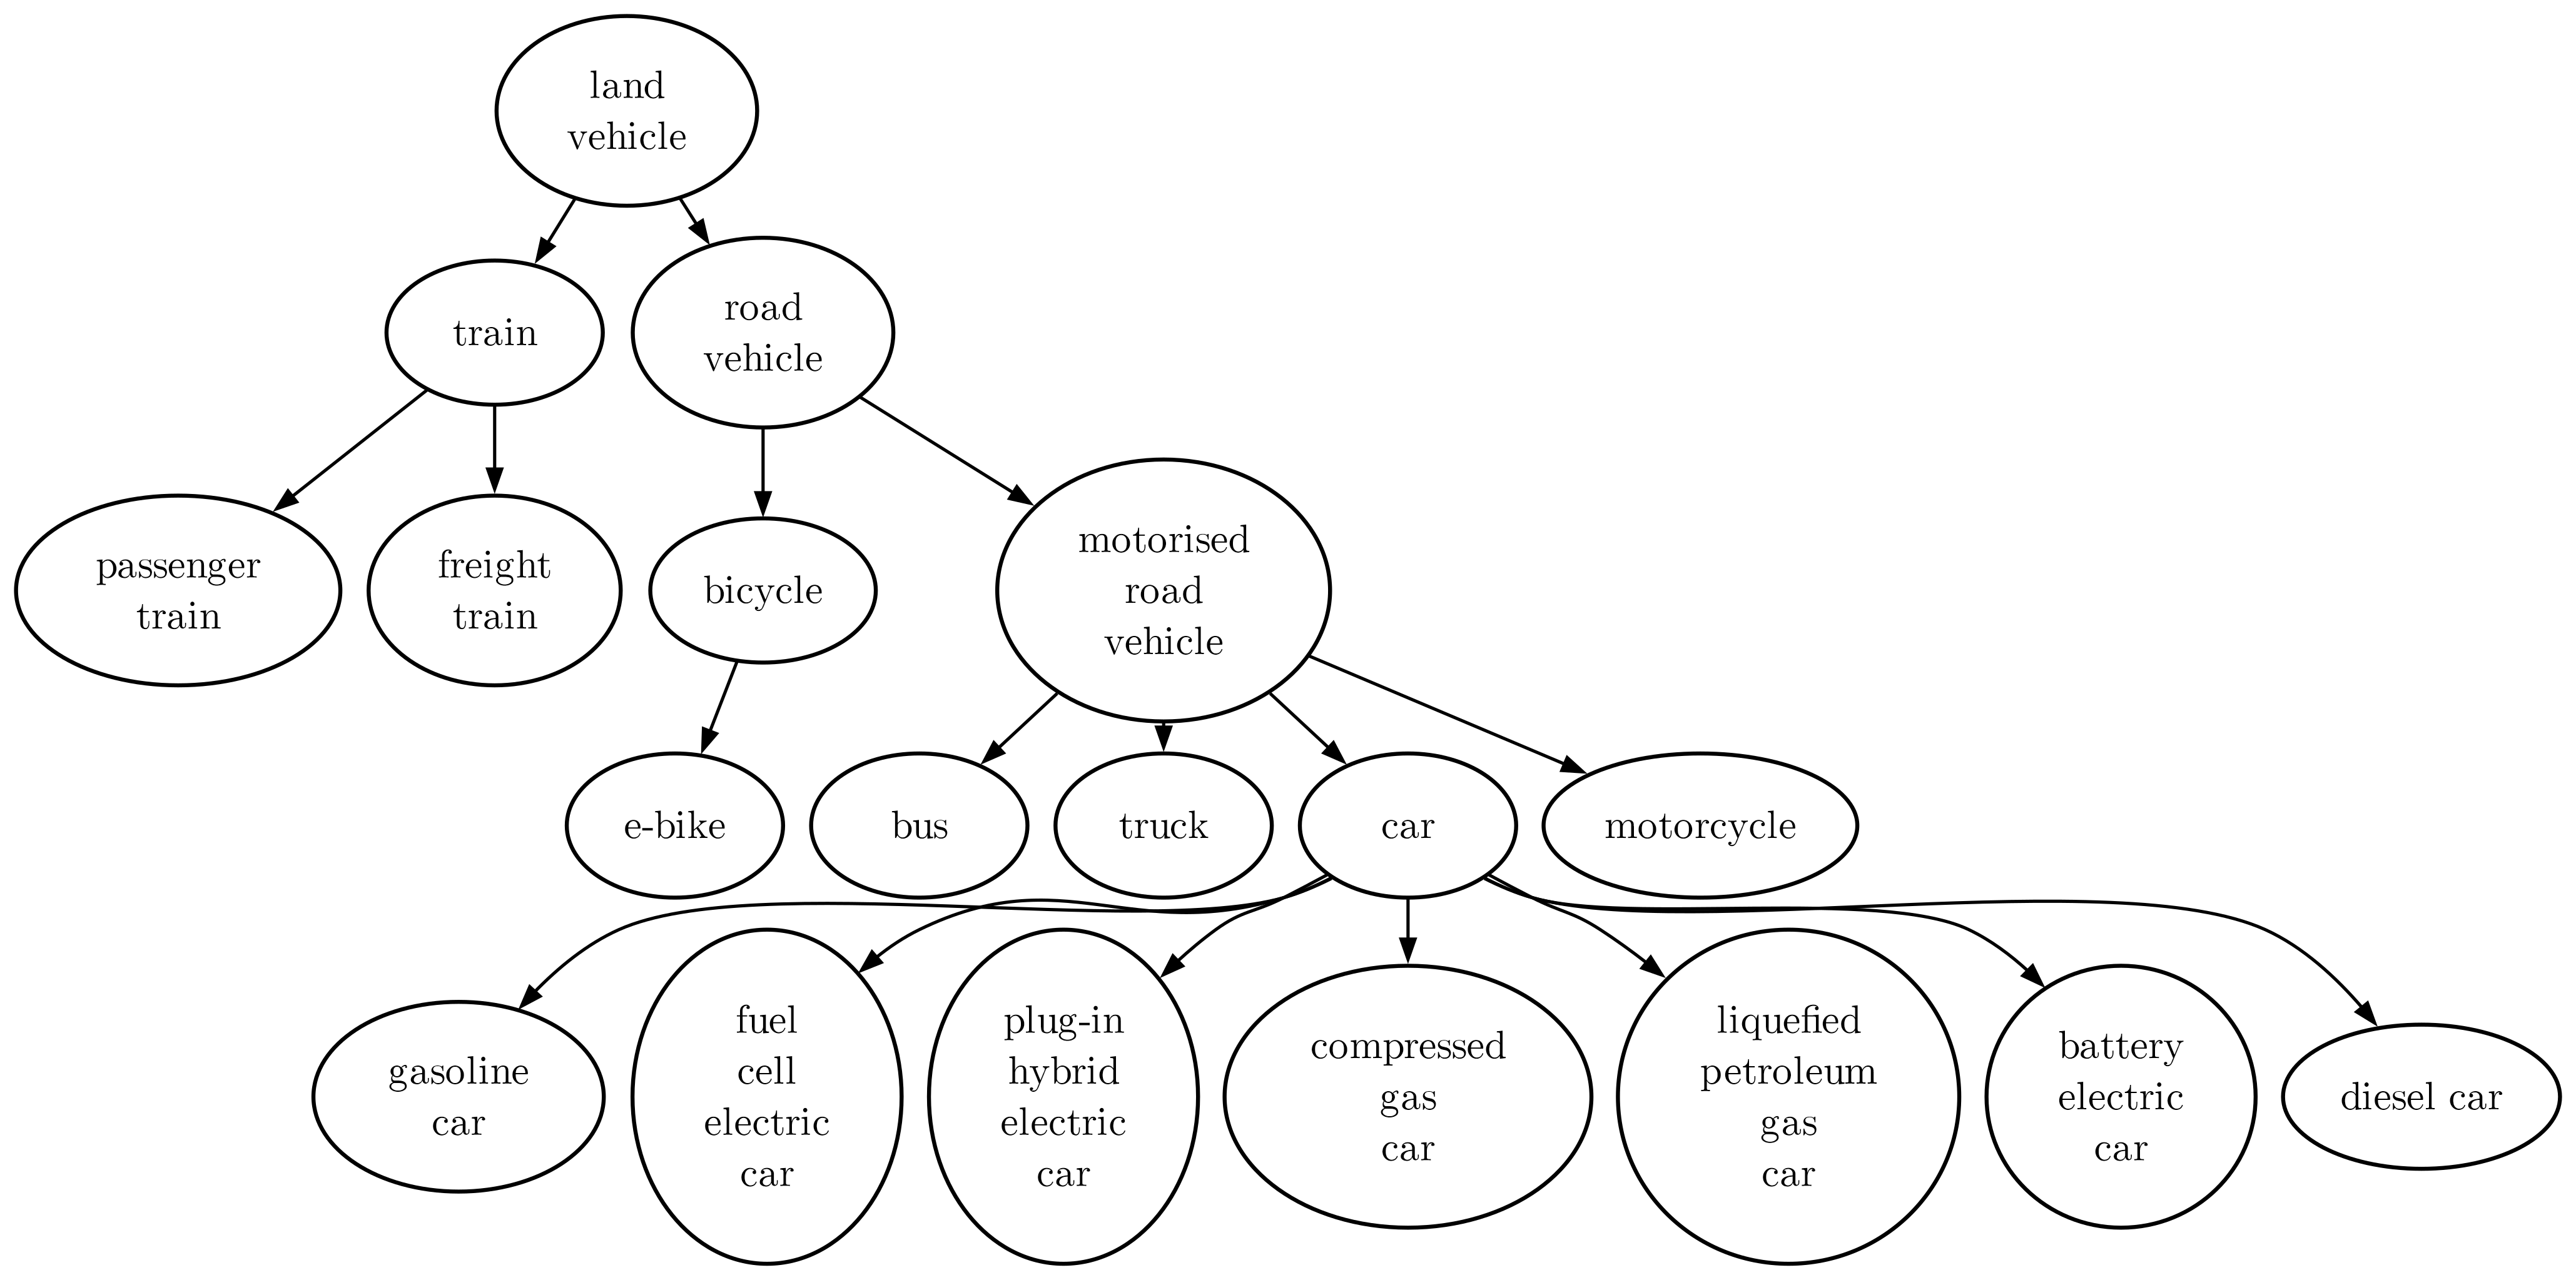 land
vehicle
train
road
vehicle
passenger
train
freight
train
bicycle
motorised
road
vehicle
e-bike
bus
truck
car
motorcycle
gasoline
car
fuel
cell
electric
car
plug-in
hybrid
electric
car
compressed
gas
car
liquefied
petroleum
gas
car
battery
electric
car
diesel car